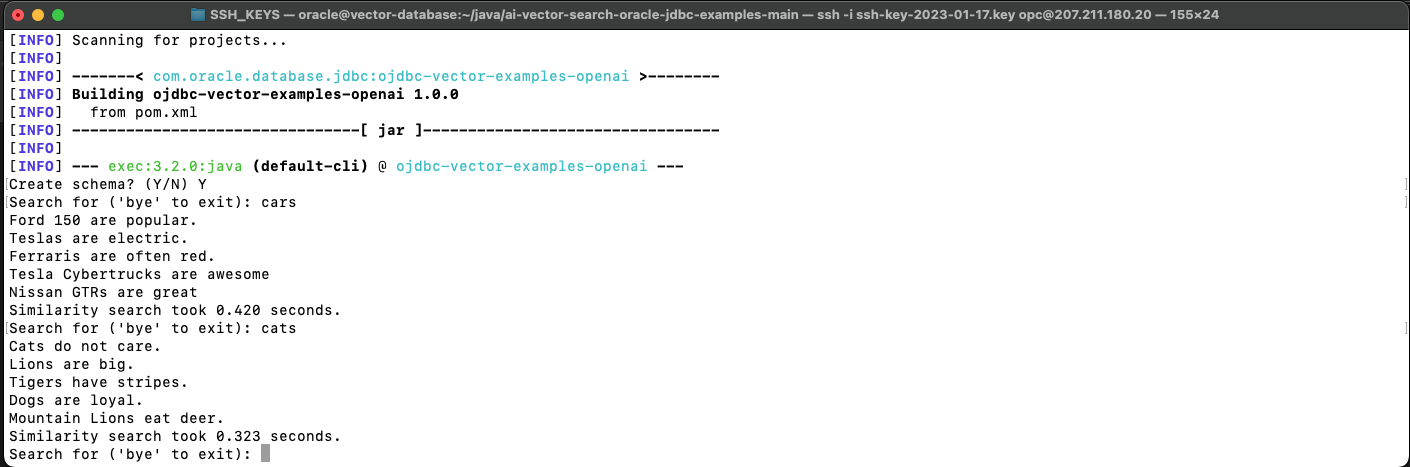 SSH_KEYS — oracle@vector-database:~/java/ai-vector-search-oracle-jdbc-examples-main — ssh -i ssh-key-2023-01-17.key opc@207.211.180.20 — 155×24
[INFO] Scanning for projects...
[INFO]
[INFO] -------< com.oracle.database.jdbc:ojdbc-vector-examples-openai >--------
[INFO] Building ojdbc-vector-examples-openai 1.0.0
[INFO]   from pom.xml
[INFO] --------------------------------[ jar ]---------------------------------
[INFO]
[INFO] --- exec:3.2.0:java (default-cli) @ ojdbc-vector-examples-openai ---
Create schema? (Y/N) Y
Search for ('bye' to exit): cars
Ford 150 are popular.
Teslas are electric.
Ferraris are often red.
Tesla Cybertrucks are awesome
Nissan GTRs are great
Similarity search took 0.420 seconds.
Search for ('bye' to exit): cats
Cats do not care.
Lions are big.
Tigers have stripes.
Dogs are loyal.
Mountain Lions eat deer.
Similarity search took 0.323 seconds.
Search for ('bye' to exit):